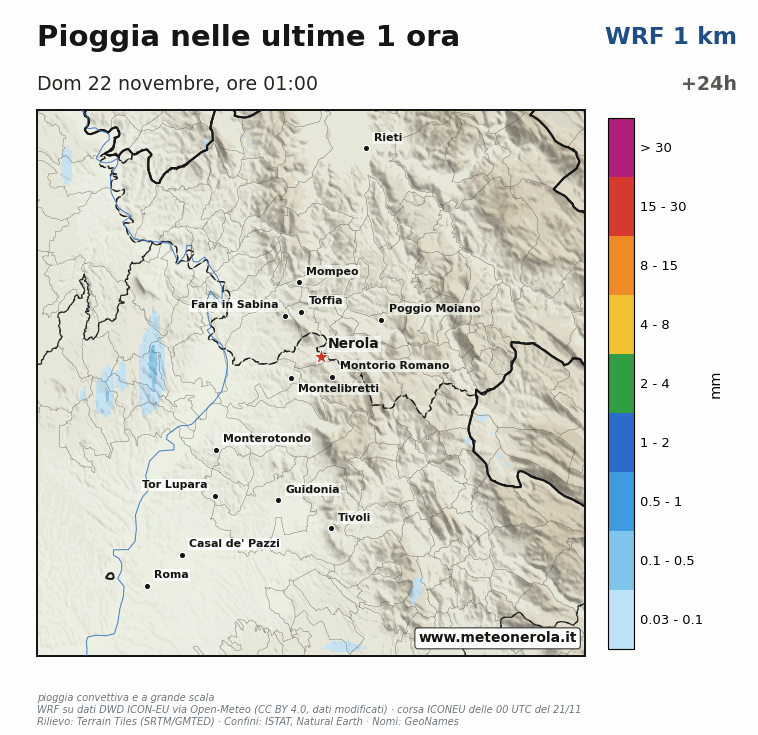 Pioggia nelle ultime 1 ora
WRF 1 km
Dom 22 novembre, ore 01:00
+24h
Rieti
Mompeo
Toffia
Fara in Sabina
Poggio Moiano
Nerola
Montorio Romano
Montelibretti
Monterotondo
Tor Lupara
Guidonia
Tivoli
Casal de' Pazzi
Roma
www.meteonerola.it
> 30
15 - 30
8 - 15
4 - 8
2 - 4
1 - 2
0.5 - 1
0.1 - 0.5
0.03 - 0.1
mm
pioggia convettiva e a grande scala
WRF su dati DWD ICON-EU via Open-Meteo (CC BY 4.0, dati modificati) · corsa ICONEU delle 00 UTC del 21/11
Rilievo: Terrain Tiles (SRTM/GMTED) · Confini: ISTAT, Natural Earth · Nomi: GeoNames